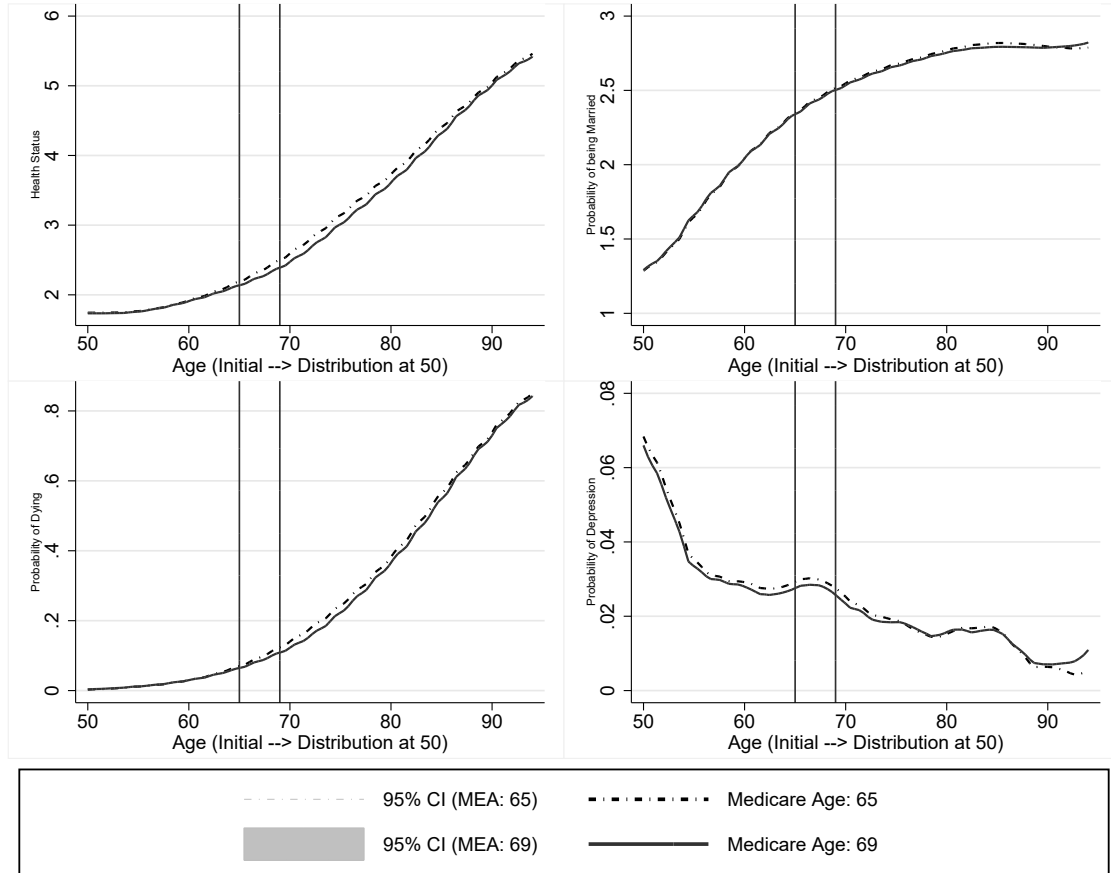 6
5
4
3
2
Health Status
50 60 70 80 90
Age (Initial --> Distribution at 50)
3
2.5
2
1.5
1
Probability of being Married
50 60 70 80 90
Age (Initial --> Distribution at 50)
.8
.6
.4
.2
0
Probability of Dying
50 60 70 80 90
Age (Initial --> Distribution at 50)
.08
.06
.04
.02
0
Probability of Depression
50 60 70 80 90
Age (Initial --> Distribution at 50)
95% CI (MEA: 65) Medicare Age: 65
95% CI (MEA: 69) Medicare Age: 69